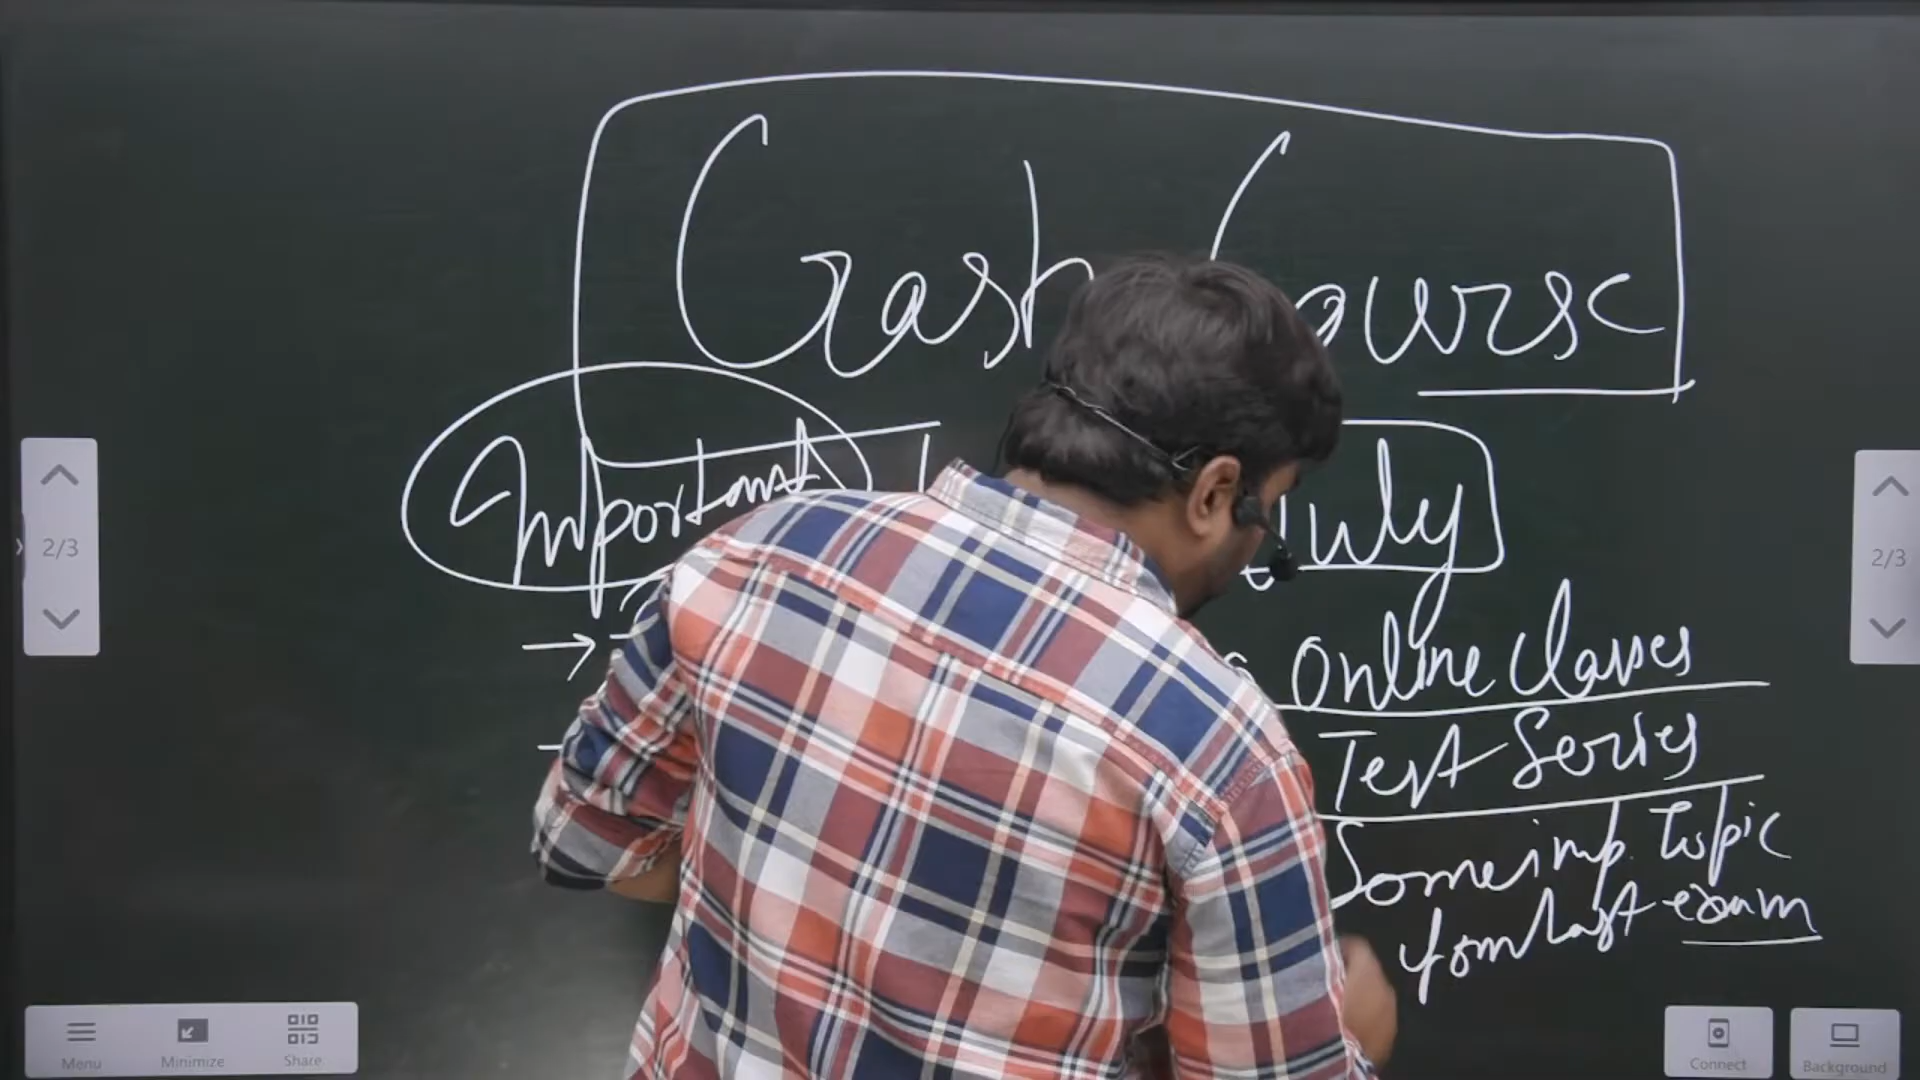 Crash Course
Important July
→ Online Classes
Test Series
Some imp. Topic
from last exam
2/3
2/3
Menu Minimize Share
Connect Background